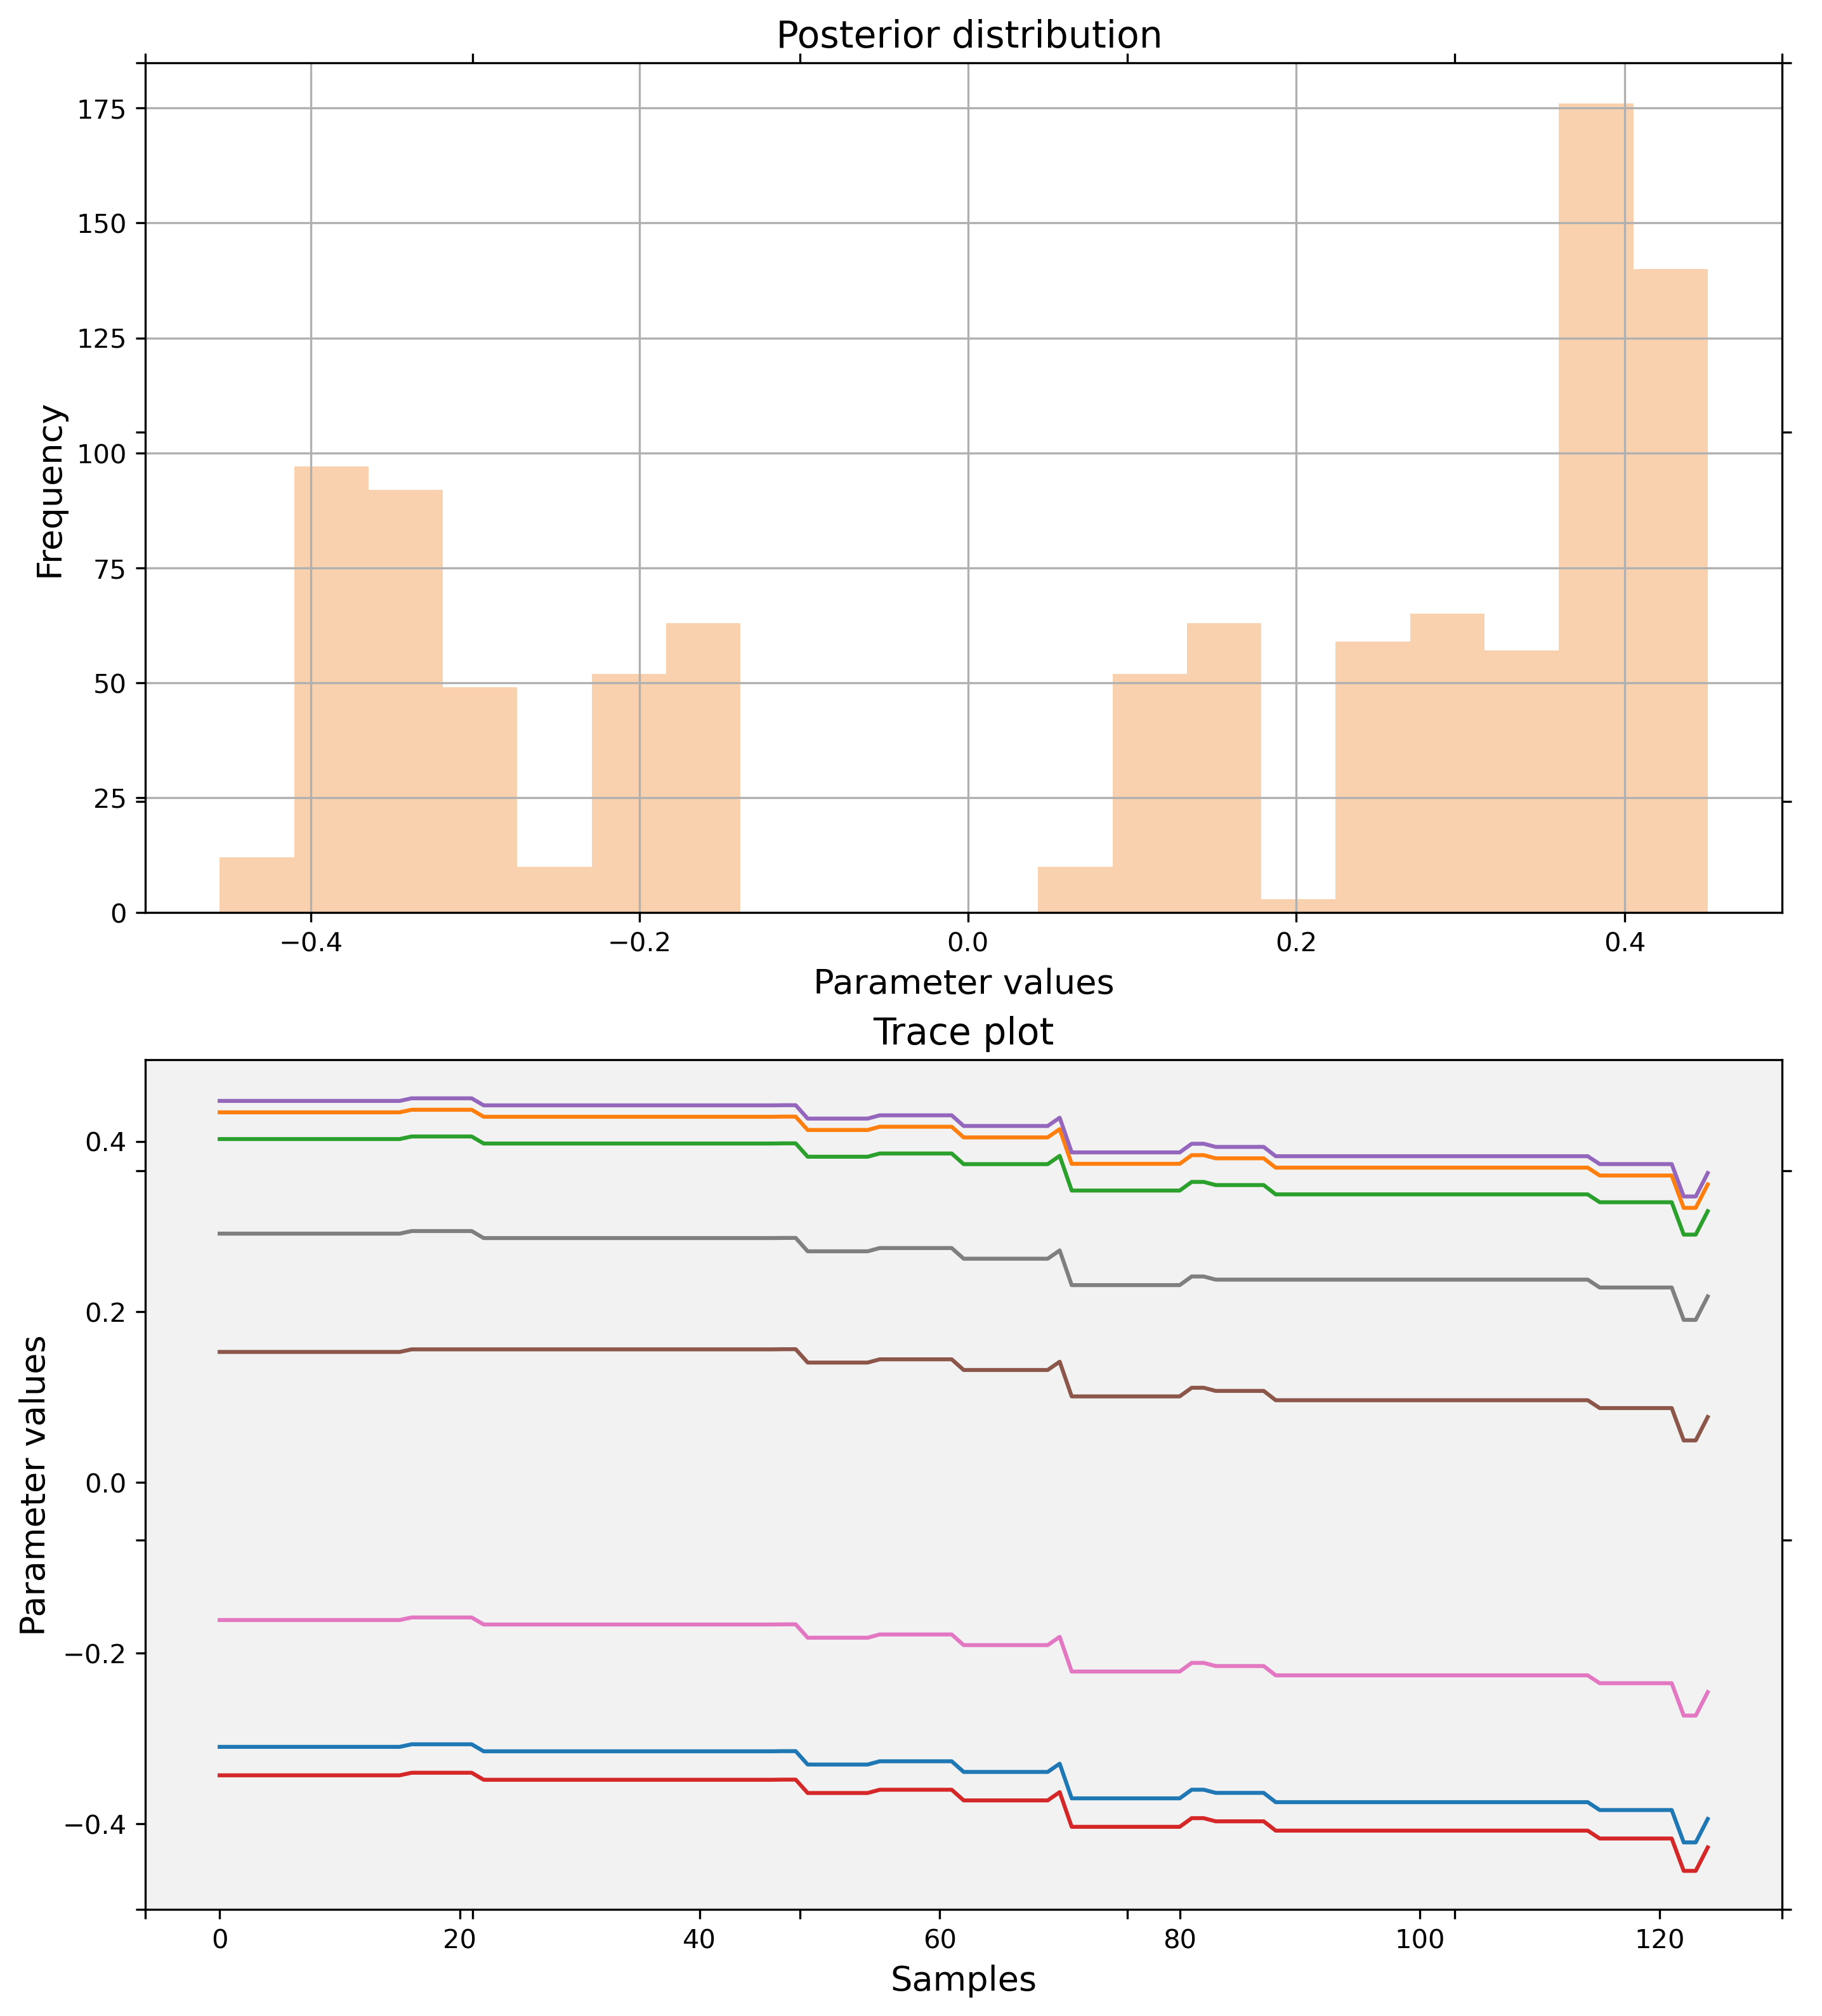 Posterior distribution
175
150
125
100
75
50
25
0
Frequency
−0.4 −0.2 0.0 0.2 0.4
Parameter values
Trace plot
0.4
0.2
0.0
−0.2
−0.4
Parameter values
0 20 40 60 80 100 120
Samples